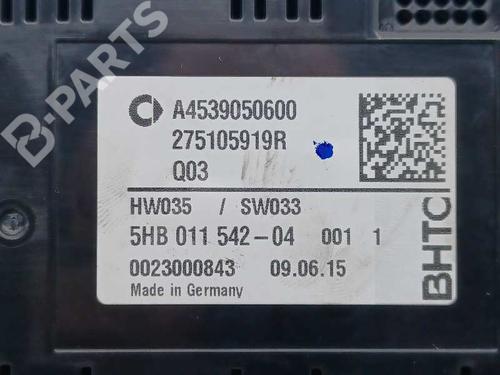 B-PARTS
A4539050600
275105919R
Q03
HW035 / SW033
5HB 011 542-04 001 1
0023000843 09.06.15
Made in Germany
BHTC